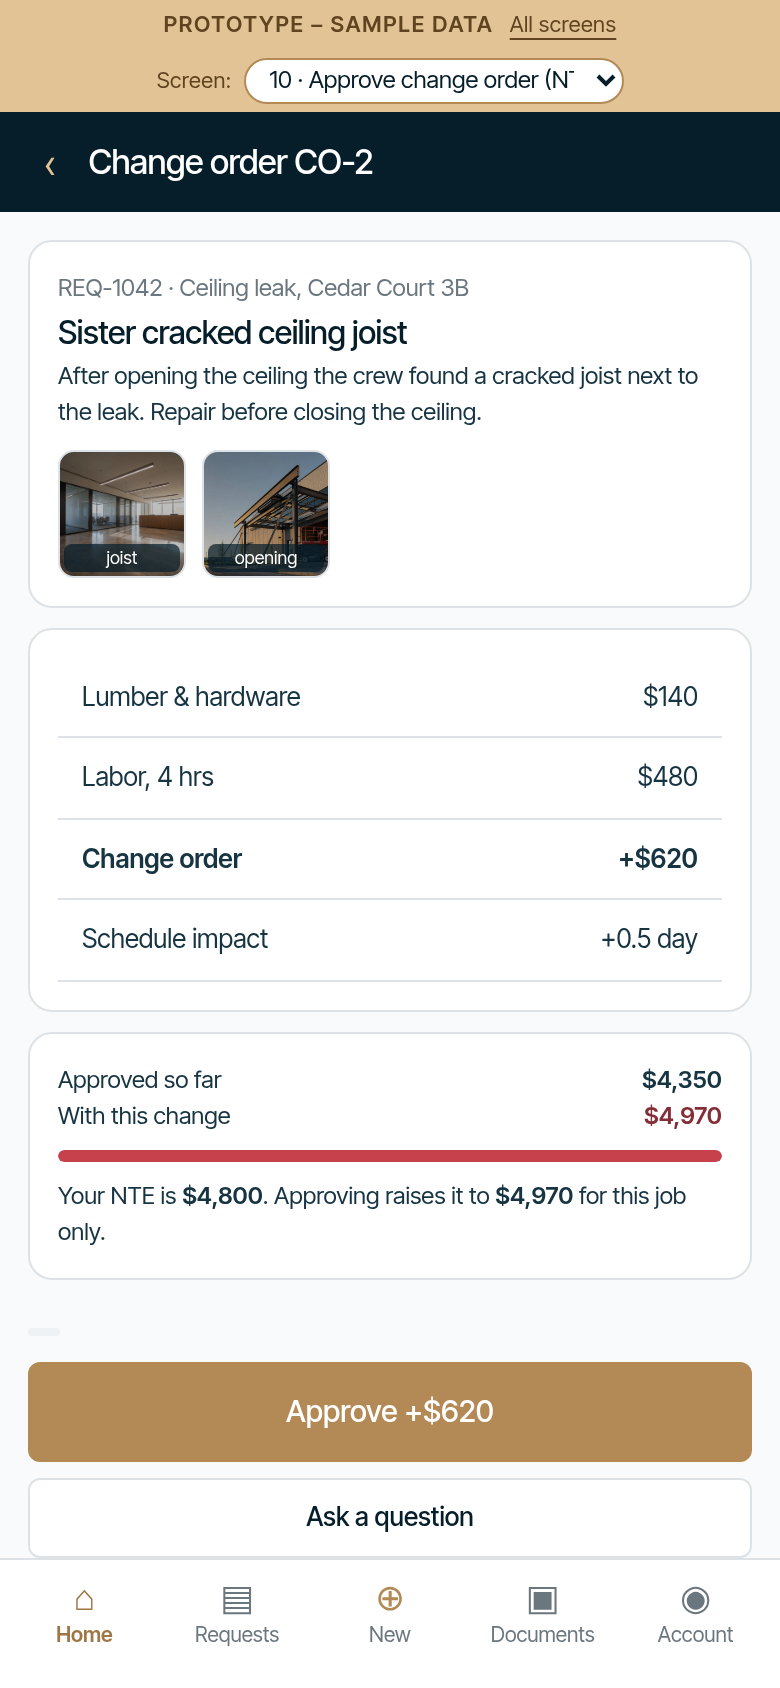 PROTOTYPE – SAMPLE DATA All screens
Screen: 10 · Approve change order (N
Change order CO-2
REQ-1042 · Ceiling leak, Cedar Court 3B
Sister cracked ceiling joist
After opening the ceiling the crew found a cracked joist next to
the leak. Repair before closing the ceiling.
joist opening
Lumber & hardware $140
Labor, 4 hrs $480
Change order +$620
Schedule impact +0.5 day
Approved so far $4,350
With this change $4,970
Your NTE is $4,800. Approving raises it to $4,970 for this job
only.
Approve +$620
Ask a question
Home Requests New Documents Account